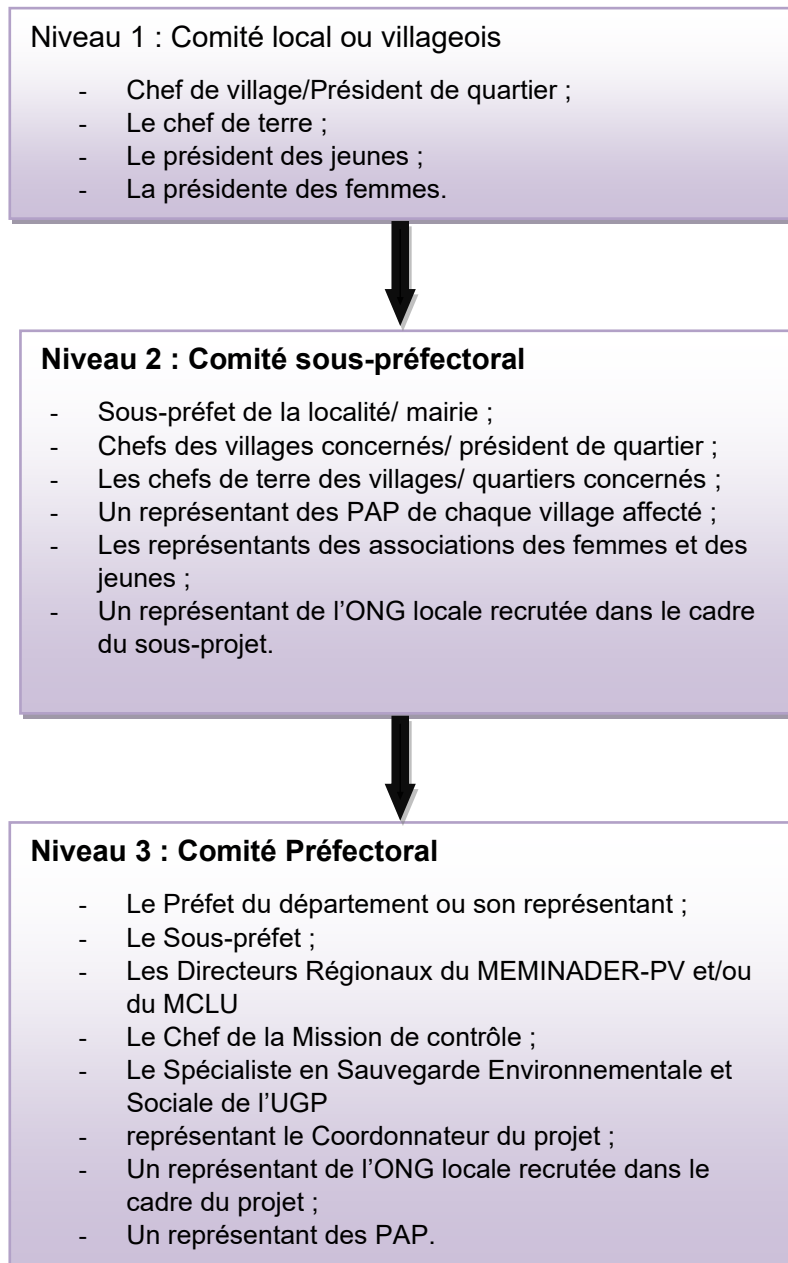 Niveau 1 : Comité local ou villageois
- Chef de village/Président de quartier ;
- Le chef de terre ;
- Le président des jeunes ;
- La présidente des femmes.
Niveau 2 : Comité sous-préfectoral
- Sous-préfet de la localité/ mairie ;
- Chefs des villages concernés/ président de quartier ;
- Les chefs de terre des villages/ quartiers concernés ;
- Un représentant des PAP de chaque village affecté ;
- Les représentants des associations des femmes et des
jeunes ;
- Un représentant de l’ONG locale recrutée dans le cadre
du sous-projet.
Niveau 3 : Comité Préfectoral
- Le Préfet du département ou son représentant ;
- Le Sous-préfet ;
- Les Directeurs Régionaux du MEMINADER-PV et/ou
du MCLU
- Le Chef de la Mission de contrôle ;
- Le Spécialiste en Sauvegarde Environnementale et
Sociale de l’UGP
- représentant le Coordonnateur du projet ;
- Un représentant de l’ONG locale recrutée dans le
cadre du projet ;
- Un représentant des PAP.